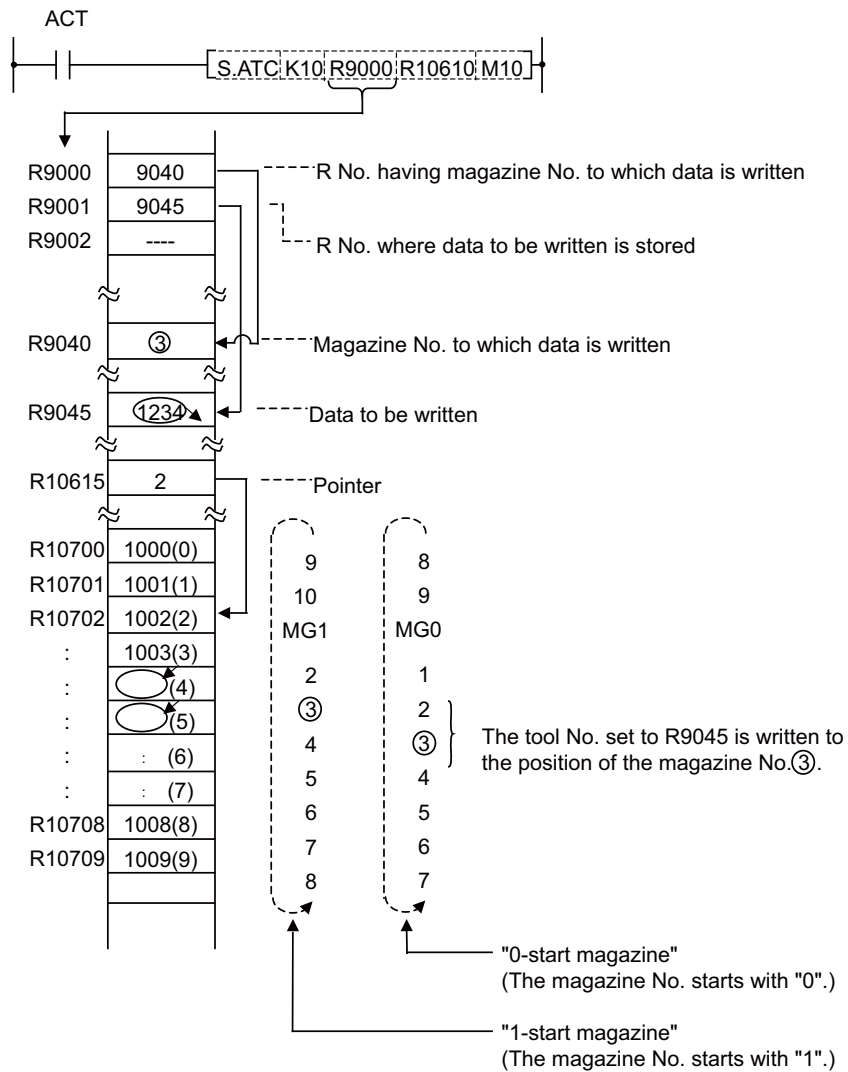 ACT
S.ATC K10 R9000 R10610 M10
R9000 9040 R No. having magazine No. to which data is written
R9001 9045
R9002 ---- R No. where data to be written is stored
R9040 ③ Magazine No. to which data is written
R9045 1234 Data to be written
R10615 2 Pointer
R10700 1000(0)
9 8
R10701 1001(1)
10 9
R10702 1002(2)
MG1 MG0
: 1003(3)
2 1
: (4)
③ 2
: (5)
4 ③
The tool No. set to R9045 is written to
the position of the magazine No.③.
: : (6)
5 4
: : (7)
6 5
R10708 1008(8)
7 6
R10709 1009(9)
8 7
"0-start magazine"
(The magazine No. starts with "0".)
"1-start magazine"
(The magazine No. starts with "1".)